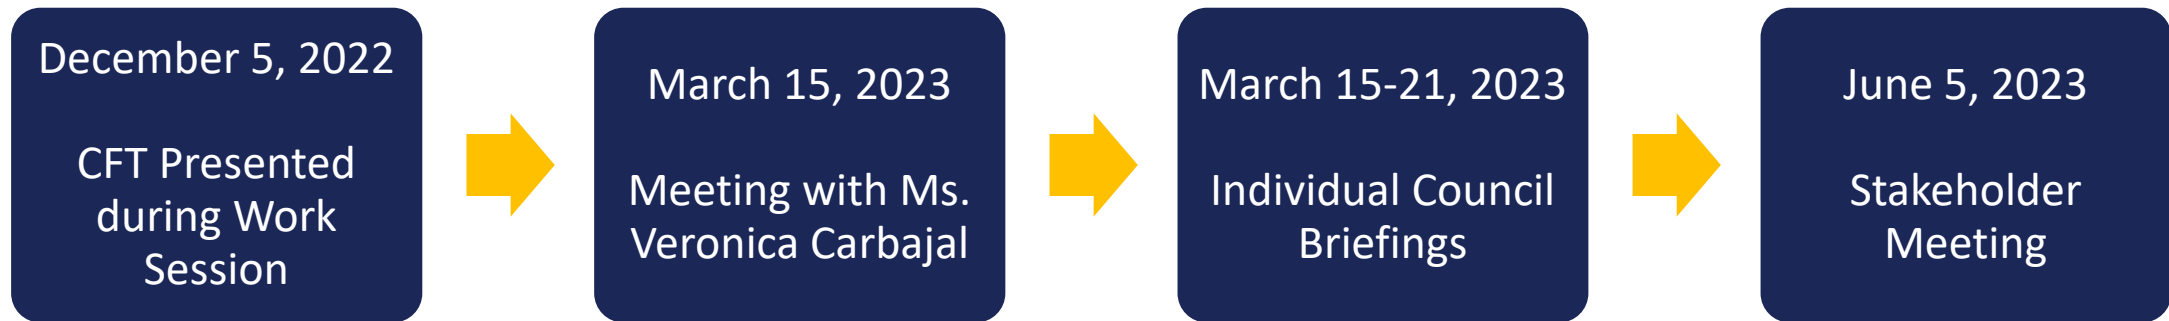 December 5, 2022
CFT Presented
during Work
Session
March 15, 2023
Meeting with Ms.
Veronica Carbajal
March 15-21, 2023
Individual Council
Briefings
June 5, 2023
Stakeholder
Meeting